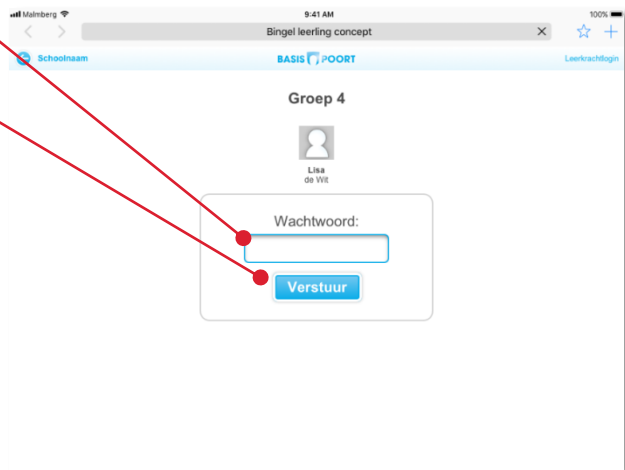 Malmberg 9:41 AM 100%
Bingel leerling concept
Schoolnaam BASIS POORT Leerkrachtlogin
Groep 4
Lisa
de Wit
Wachtwoord:
Verstuur